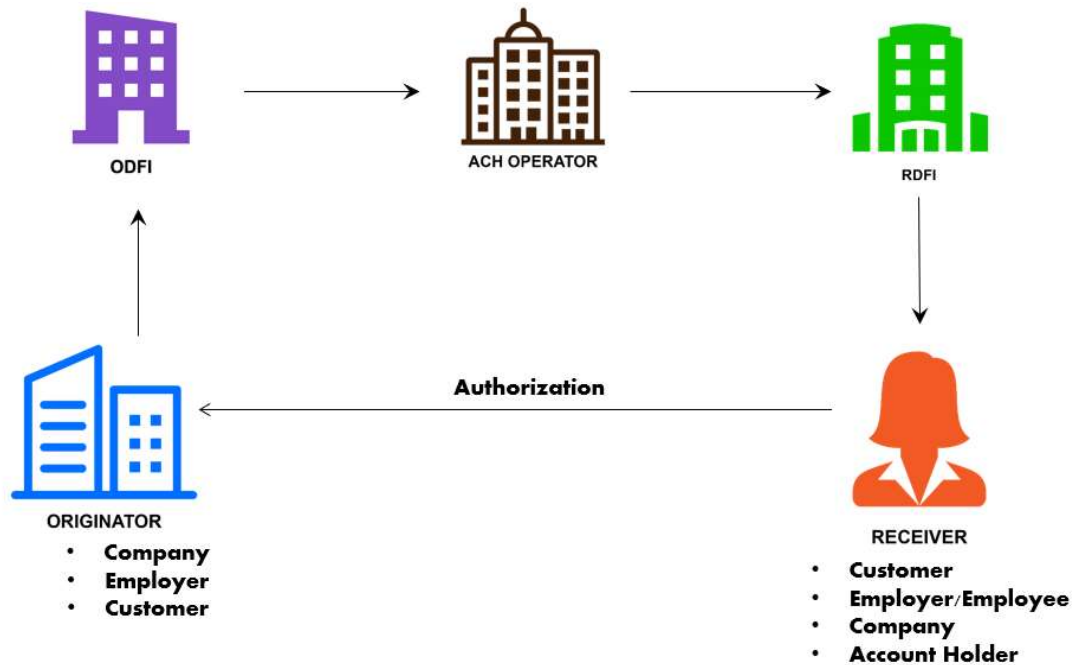 ODFI
ACH OPERATOR
RDFI
Authorization
ORIGINATOR
• Company
• Employer
• Customer
RECEIVER
• Customer
• Employer/Employee
• Company
• Account Holder